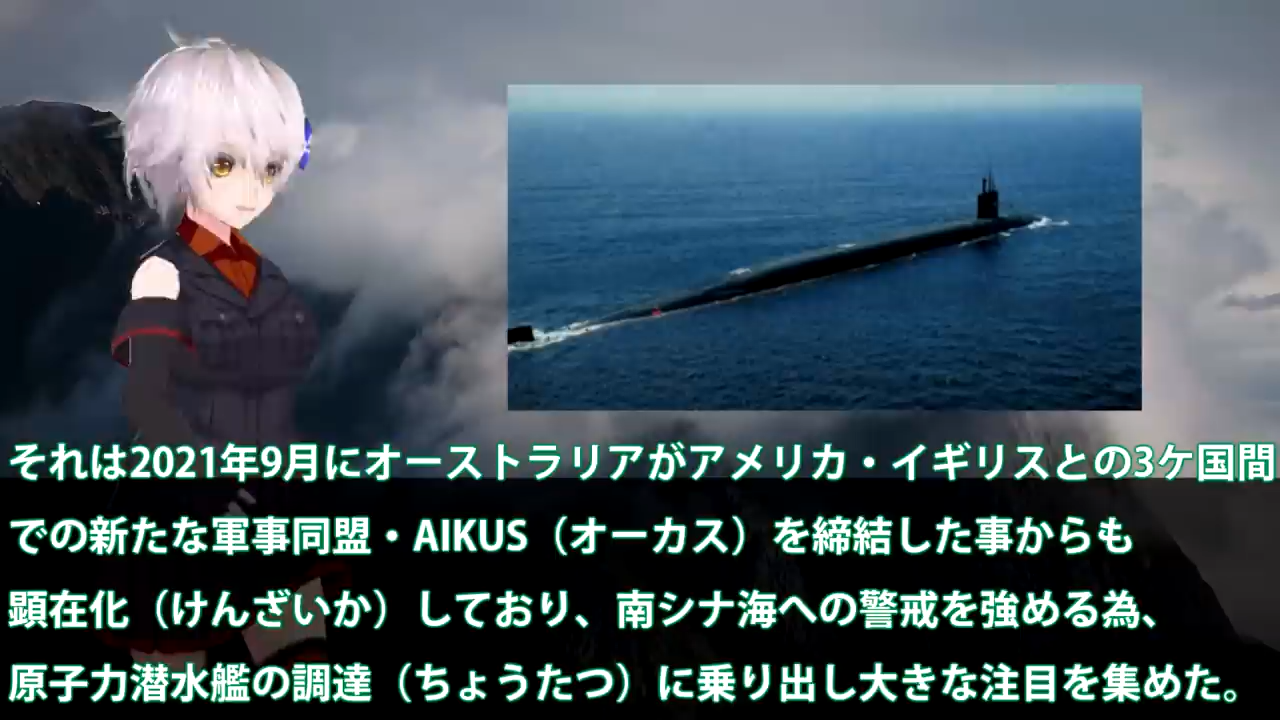 それは2021年9月にオーストラリアがアメリカ・イギリスとの3ケ国間
での新たな軍事同盟・AIKUS（オーカス）を締結した事からも
顕在化（けんざいか）しており、南シナ海への警戒を強める為、
原子力潜水艦の調達（ちょうたつ）に乗り出し大きな注目を集めた。